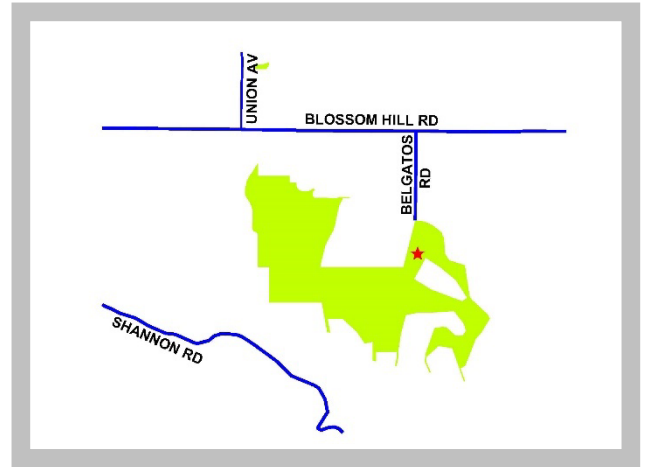 UNION AV
BLOSSOM HILL RD
BELGATOS
RD
SHANNON RD